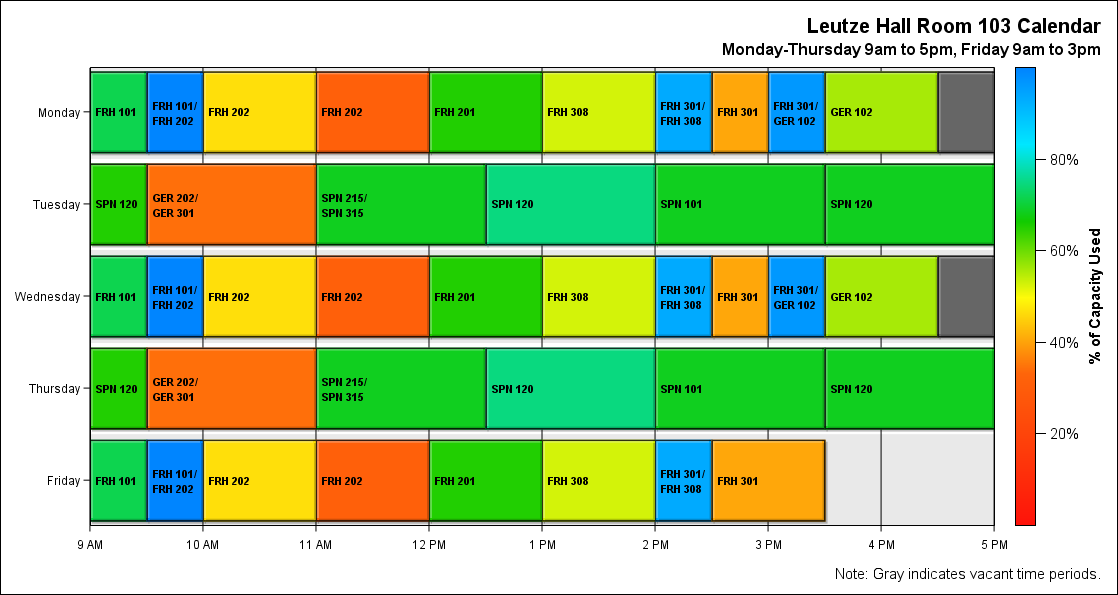 Leutze Hall Room 103 Calendar
Monday-Thursday 9am to 5pm, Friday 9am to 3pm
Monday
FRH 101
FRH 101/
FRH 202
FRH 202
FRH 202
FRH 201
FRH 308
FRH 301/
FRH 308
FRH 301
FRH 301/
GER 102
GER 102
Tuesday
SPN 120
GER 202/
GER 301
SPN 215/
SPN 315
SPN 120
SPN 101
SPN 120
Wednesday
FRH 101
FRH 101/
FRH 202
FRH 202
FRH 202
FRH 201
FRH 308
FRH 301/
FRH 308
FRH 301
FRH 301/
GER 102
GER 102
Thursday
SPN 120
GER 202/
GER 301
SPN 215/
SPN 315
SPN 120
SPN 101
SPN 120
Friday
FRH 101
FRH 101/
FRH 202
FRH 202
FRH 202
FRH 201
FRH 308
FRH 301/
FRH 308
FRH 301
9 AM
10 AM
11 AM
12 PM
1 PM
2 PM
3 PM
4 PM
5 PM
80%
60%
40%
20%
% of Capacity Used
Note: Gray indicates vacant time periods.